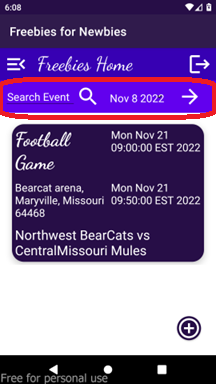 6:08
Freebies for Newbies
Freebies Home
Search Event
Nov 8 2022
Football Game
Mon Nov 21 09:00:00 EST 2022
Bearcat arena, Maryville, Missouri 64468
Mon Nov 21 09:50:00 EST 2022
Northwest BearCats vs CentralMissouri Mules
Free for personal use